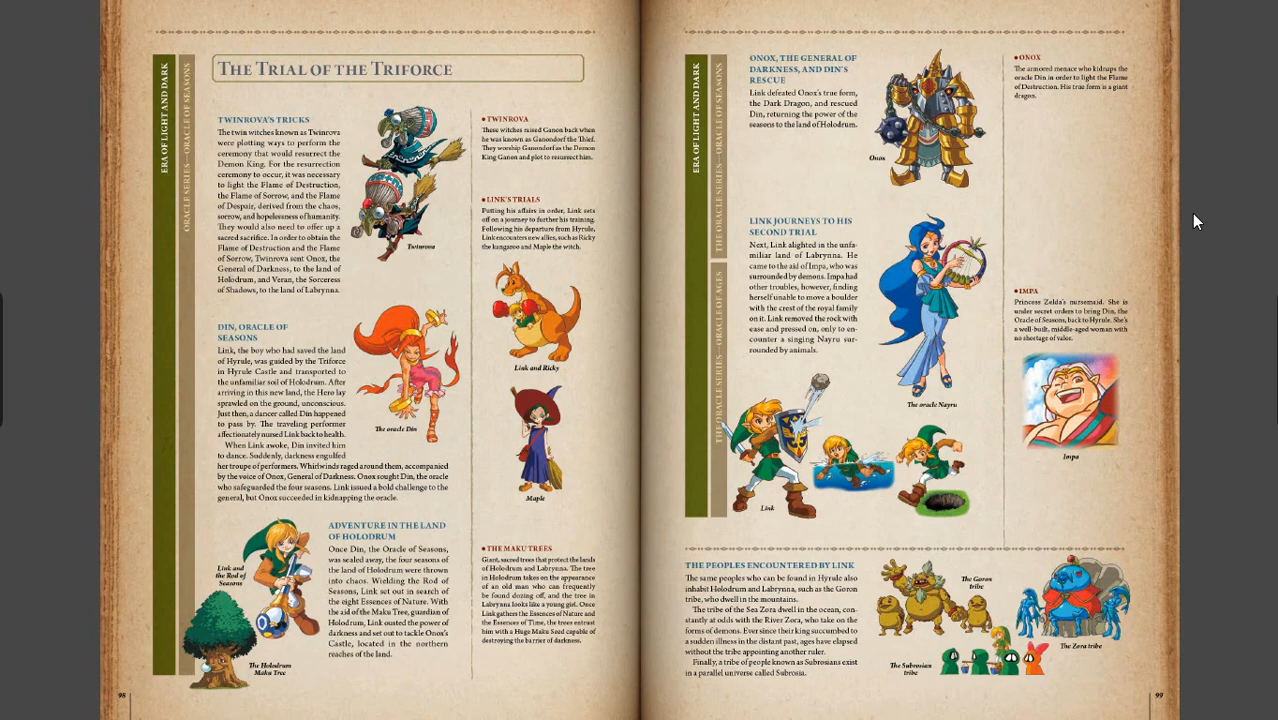 ERA OF LIGHT AND DARK
ORACLE SERIES—ORACLE OF SEASONS
THE TRIAL OF THE TRIFORCE
TWINROVA'S TRICKS
The twin witches known as Twinrova
were plotting ways to perform the
ceremony that would resurrect the
Demon King. For the resurrection
ceremony to occur, it was necessary
to light the Flame of Destruction,
the Flame of Sorrow, and the Flame
of Despair, derived from the chaos,
sorrow, and hopelessness of humanity.
They would also need to offer up a
sacred sacrifice. In order to obtain the
Flame of Destruction and the Flame
of Sorrow, Twinrova sent Onox, the
General of Darkness, to the land of
Holodrum, and Veran, the Sorceress
of Shadows, to the land of Labrynna.
Twinrova
DIN, ORACLE OF
SEASONS
Link, the boy who had saved the land
of Hyrule, was guided by the Triforce
in Hyrule Castle and transported to
the unfamiliar soil of Holodrum. After
arriving in this new land, the Hero lay
sprawled on the ground, unconscious.
Just then, a dancer called Din happened
to pass by. The traveling performer
affectionately nursed Link back to health.
When Link awoke, Din invited him
to dance. Suddenly, darkness engulfed
her troupe of performers. Whirlwinds raged around them, accompanied
by the voice of Onox, General of Darkness. Onox sought Din, the oracle
who safeguarded the four seasons. Link issued a bold challenge to the
general, but Onox succeeded in kidnapping the oracle.
The oracle Din
ADVENTURE IN THE LAND
OF HOLODRUM
Once Din, the Oracle of Seasons,
was sealed away, the four seasons of
the land of Holodrum were thrown
into chaos. Wielding the Rod of
Seasons, Link set out in search of
the eight Essences of Nature. With
the aid of the Maku Tree, guardian of
Holodrum, Link ousted the power of
darkness and set out to tackle Onox's
Castle, located in the northern
reaches of the land.
Link and
the Rod of
Seasons
The Holodrum
Maku Tree
• TWINROVA
These witches raised Ganon back when
he was known as Ganondorf the Thief.
They worship Ganondorf as the Demon
King Ganon and plot to resurrect him.
• LINK'S TRIALS
Putting his affairs in order, Link sets
off on a journey to further his training.
Following his departure from Hyrule,
Link encounters new allies, such as Ricky
the kangaroo and Maple the witch.
Link and Ricky
Maple
• THE MAKU TREES
Giant, sacred trees that protect the lands
of Holodrum and Labrynna. The tree
in Holodrum takes on the appearance
of an old man who can frequently
be found dozing off, and the tree in
Labrynna looks like a young girl. Once
Link gathers the Essences of Nature and
the Essences of Time, the trees entrust
him with a Huge Maku Seed capable of
destroying the barrier of darkness.
98
ERA OF LIGHT AND DARK
THE ORACLE SERIES—ORACLE OF SEASONS
THE ORACLE SERIES—ORACLE OF AGES
ONOX, THE GENERAL OF
DARKNESS, AND DIN'S
RESCUE
Link defeated Onox's true form,
the Dark Dragon, and rescued
Din, returning the power of the
seasons to the land of Holodrum.
Onox
LINK JOURNEYS TO HIS
SECOND TRIAL
Next, Link alighted in the unfa-
miliar land of Labrynna. He
came to the aid of Impa, who was
surrounded by demons. Impa had
other troubles, however, finding
herself unable to move a boulder
with the crest of the royal family
on it. Link removed the rock with
ease and pressed on, only to en-
counter a singing Nayru sur-
rounded by animals.
The oracle Nayru
Link
• ONOX
The armored menace who kidnaps the
oracle Din in order to light the Flame
of Destruction. His true form is a giant
dragon.
• IMPA
Princess Zelda's nursemaid. She is
under secret orders to bring Din, the
Oracle of Seasons, back to Hyrule. She's
a well-built, middle-aged woman with
no shortage of valor.
Impa
THE PEOPLES ENCOUNTERED BY LINK
The same peoples who can be found in Hyrule also
inhabit Holodrum and Labrynna, such as the Goron
tribe, who dwell in the mountains.
The tribe of the Sea Zora dwell in the ocean, con-
stantly at odds with the River Zora, who take on the
forms of demons. Ever since their king succumbed to
a sudden illness in the distant past, ages have elapsed
without the tribe appointing another ruler.
Finally, a tribe of people known as Subrosians exist
in a parallel universe called Subrosia.
The Goron
tribe
The Zora tribe
The Subrosian
tribe
99